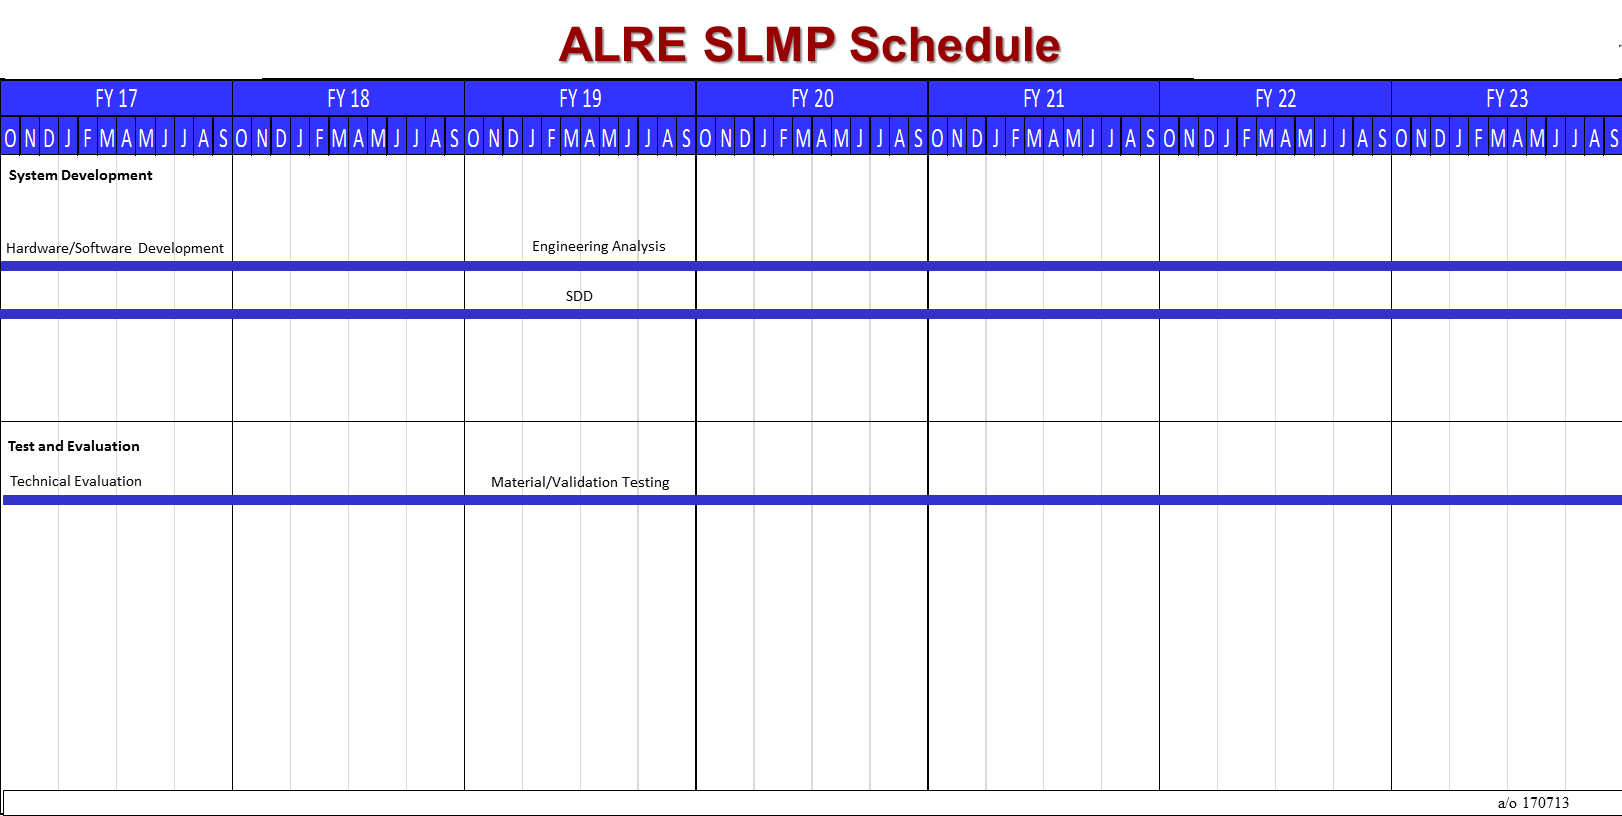 ALRE SLMP Schedule
FY 17 FY 18 FY 19 FY 20 FY 21 FY 22 FY 23
O N D J F M A M J J A S O N D J F M A M J J A S O N D J F M A M J J A S O N D J F M A M J J A S O N D J F M A M J J A S O N D J F M A M J J A S O N D J F M A M J J A S
System Development
Hardware/Software Development Engineering Analysis
SDD
Test and Evaluation
Technical Evaluation Material/Validation Testing
a/o 170713